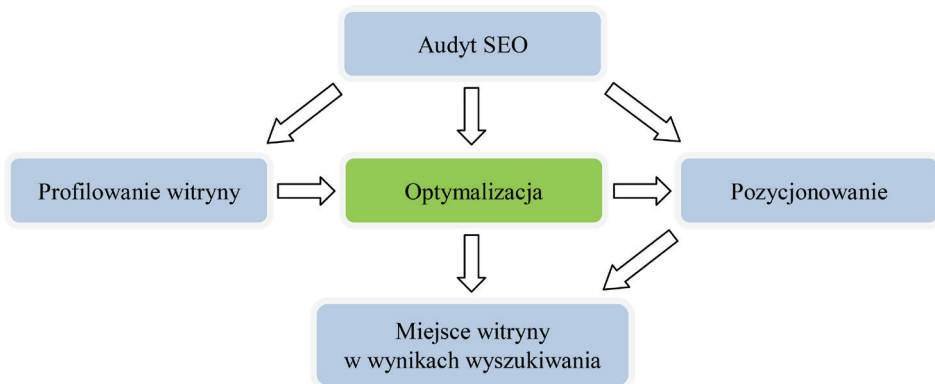 Audyt SEO
Profilowanie witryny
Optymalizacja
Pozycjonowanie
Miejsce witryny
w wynikach wyszukiwania